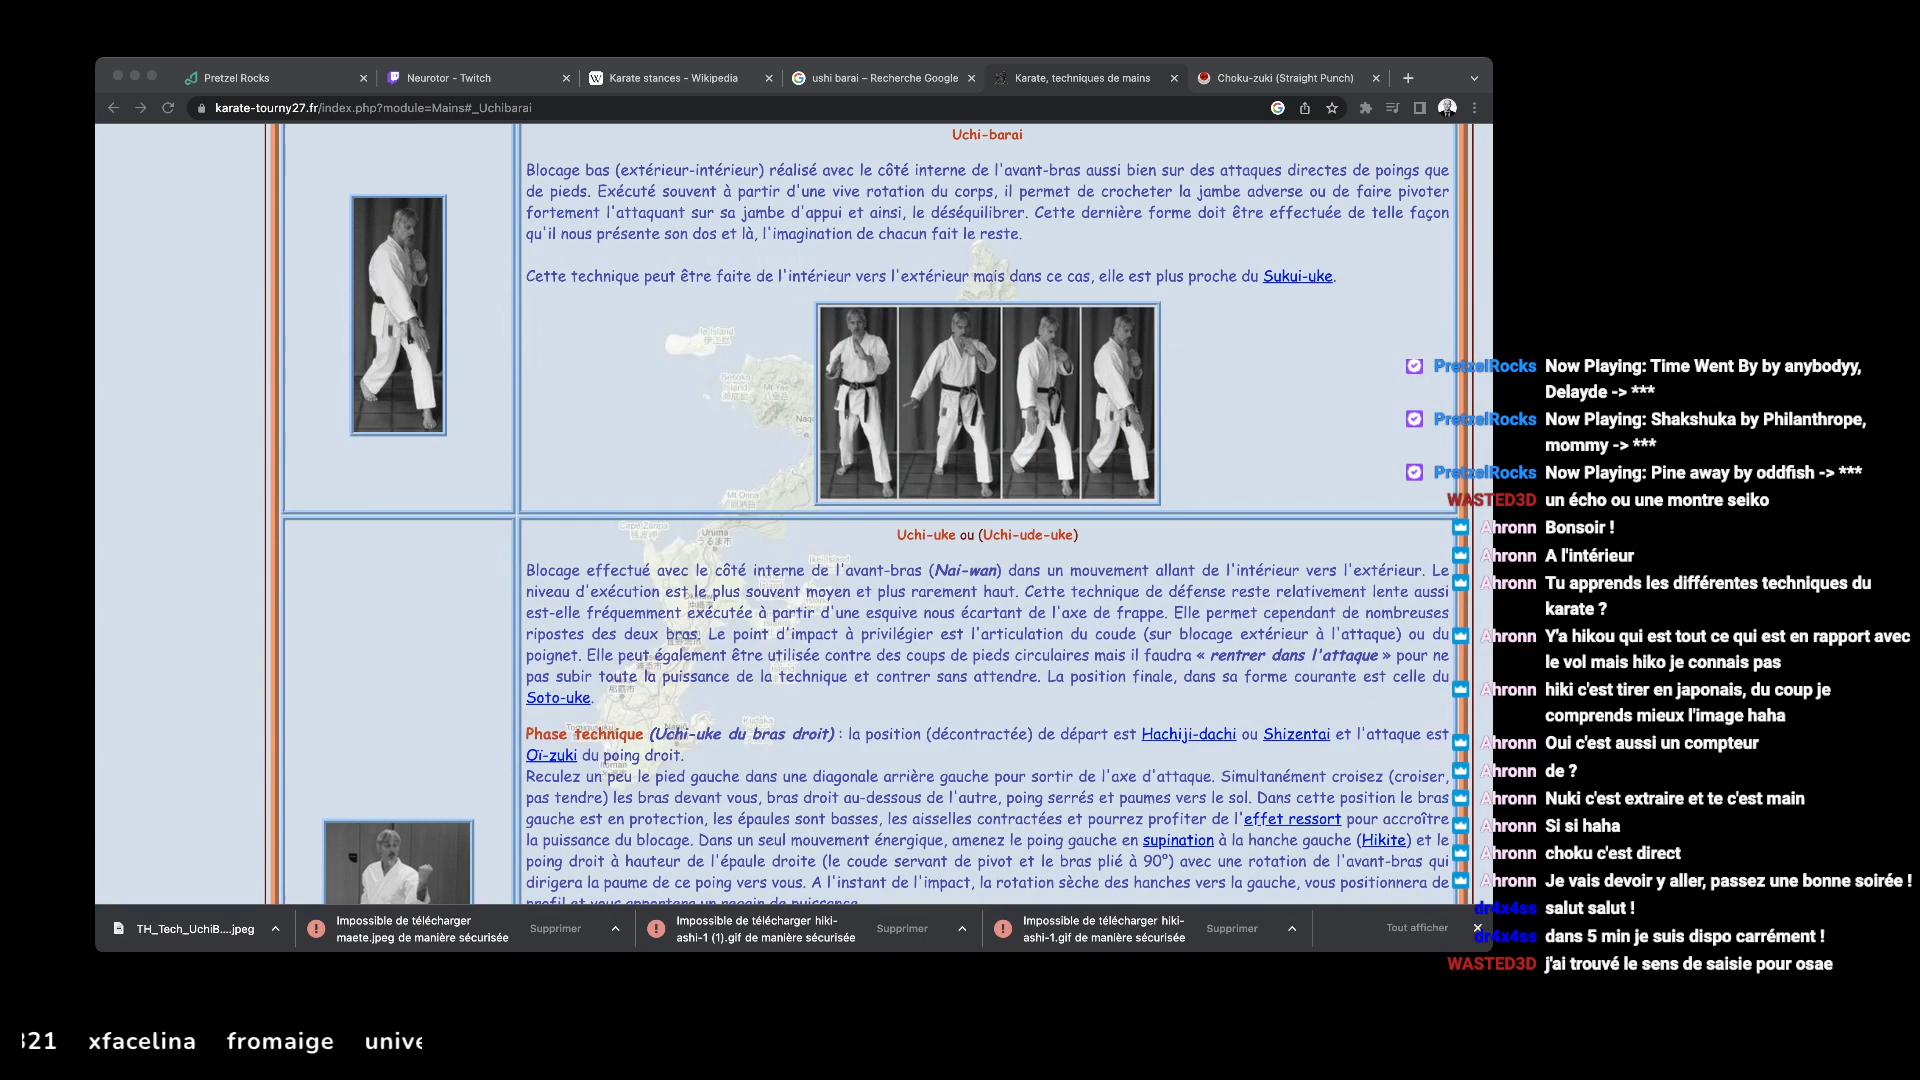 Pretzel Rocks
Neurotor - Twitch
Karate stances - Wikipedia
ushi barai – Recherche Google
Karate, techniques de mains
Choku-zuki (Straight Punch)
karate-tourny27.fr/index.php?module=Mains#_Uchibarai
Uchi-barai
Blocage bas (extérieur-intérieur) réalisé avec le côté interne de l'avant-bras aussi bien sur des attaques directes de poings que
de pieds. Exécuté souvent à partir d'une vive rotation du corps, il permet de crocheter la jambe adverse ou de faire pivoter
fortement l'attaquant sur sa jambe d'appui et ainsi, le déséquilibrer. Cette dernière forme doit être effectuée de telle façon
qu'il nous présente son dos et là, l'imagination de chacun fait le reste.
Cette technique peut être faite de l'intérieur vers l'extérieur mais dans ce cas, elle est plus proche du Sukui-uke.
Ie Island
伊江島
Sesoko
Island
瀬底島
Mt Onna
Cape Zanpa
Uruma
うるま市
Uchi-uke ou (Uchi-ude-uke)
Blocage effectué avec le côté interne de l'avant-bras (Nai-wan) dans un mouvement allant de l'intérieur vers l'extérieur. Le
niveau d'exécution est le plus souvent moyen et plus rarement haut. Cette technique de défense reste relativement lente aussi
est-elle fréquemment exécutée à partir d'une esquive nous écartant de l'axe de frappe. Elle permet cependant de nombreuses
ripostes des deux bras. Le point d'impact à privilégier est l'articulation du coude (sur blocage extérieur à l'attaque) ou du
poignet. Elle peut également être utilisée contre des coups de pieds circulaires mais il faudra « rentrer dans l'attaque » pour ne
pas subir toute la puissance de la technique et contrer sans attendre. La position finale, dans sa forme courante est celle du
Soto-uke.
Phase technique (Uchi-uke du bras droit) : la position (décontractée) de départ est Hachiji-dachi ou Shizentai et l'attaque est
Oï-zuki du poing droit.
Reculez un peu le pied gauche dans une diagonale arrière gauche pour sortir de l'axe d'attaque. Simultanément croisez (croiser,
pas tendre) les bras devant vous, bras droit au-dessous de l'autre, poing serrés et paumes vers le sol. Dans cette position le bras
gauche est en protection, les épaules sont basses, les aisselles contractées et pourrez profiter de l'effet ressort pour accroître
la puissance du blocage. Dans un seul mouvement énergique, amenez le poing gauche en supination à la hanche gauche (Hikite) et le
poing droit à hauteur de l'épaule droite (le coude servant de pivot et le bras plié à 90°) avec une rotation de l'avant-bras qui
dirigera la paume de ce poing vers vous. A l'instant de l'impact, la rotation sèche des hanches vers la gauche, vous positionnera de
profil et vous apportera un regain de puissance.
TH_Tech_UchiB....jpeg
Impossible de télécharger
maete.jpeg de manière sécurisée
Supprimer
Impossible de télécharger hiki-
ashi-1 (1).gif de manière sécurisée
Supprimer
Impossible de télécharger hiki-
ashi-1.gif de manière sécurisée
Supprimer
Tout afficher
PretzelRocks Now Playing: Time Went By by anybodyy,
Delayde -> ***
PretzelRocks Now Playing: Shakshuka by Philanthrope,
mommy -> ***
PretzelRocks Now Playing: Pine away by oddfish -> ***
WASTED3D un écho ou une montre seiko
Ahronn Bonsoir !
Ahronn A l'intérieur
Ahronn Tu apprends les différentes techniques du
karate ?
Ahronn Y'a hikou qui est tout ce qui est en rapport avec
le vol mais hiko je connais pas
Ahronn hiki c'est tirer en japonais, du coup je
comprends mieux l'image haha
Ahronn Oui c'est aussi un compteur
Ahronn de ?
Ahronn Nuki c'est extraire et te c'est main
Ahronn Si si haha
Ahronn choku c'est direct
Ahronn Je vais devoir y aller, passez une bonne soirée !
dr4x4ss salut salut !
dr4x4ss dans 5 min je suis dispo carrément !
WASTED3D j'ai trouvé le sens de saisie pour osae
321 xfacelina fromaige unive